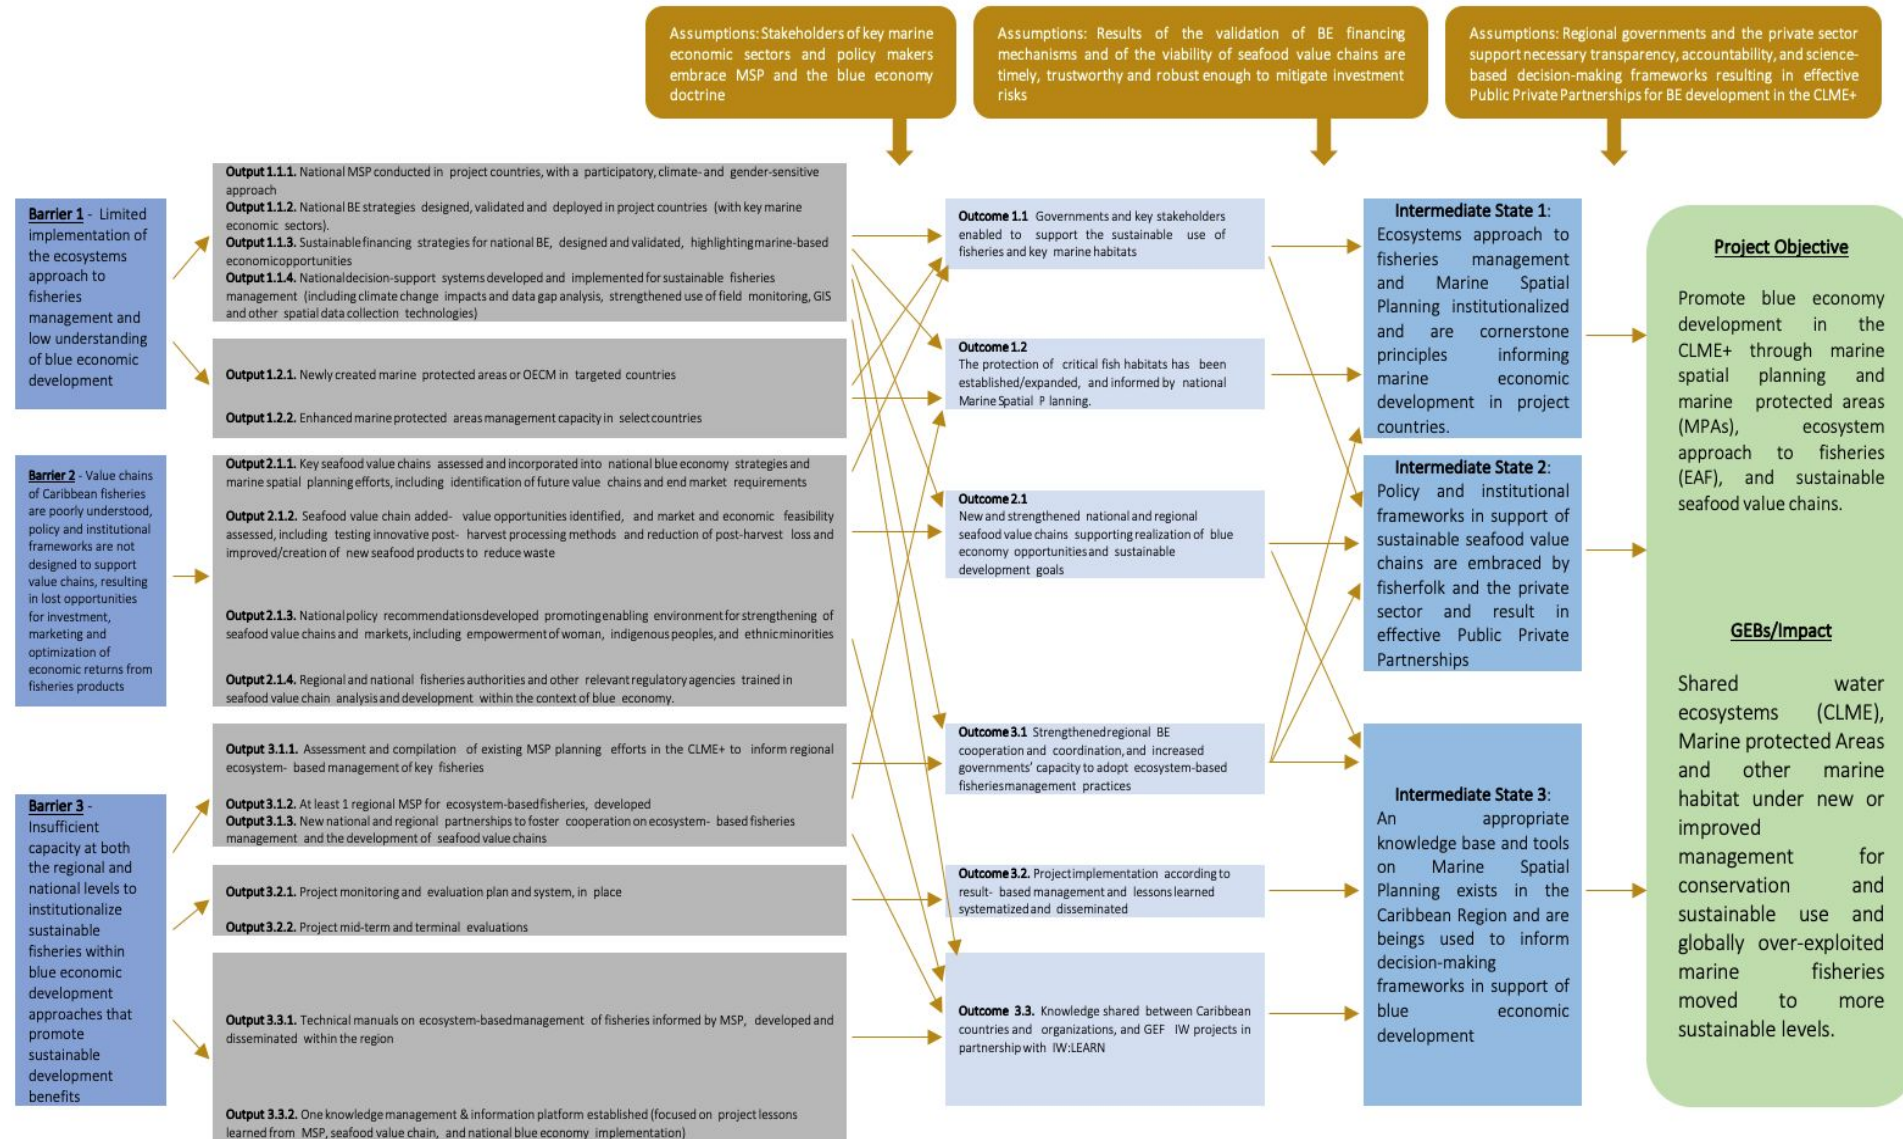 Assumptions: Stakeholders of key marine
economic sectors and policy makers
embrace MSP and the blue economy
doctrine
Assumptions: Results of the validation of BE financing
mechanisms and of the viability of seafood value chains are
timely, trustworthy and robust enough to mitigate investment
risks
Assumptions: Regional governments and the private sector
support necessary transparency, accountability, and science-
based decision-making frameworks resulting in effective
Public Private Partnerships for BE development in the CLME+
Barrier 1 - Limited
implementation of
the ecosystems
approach to
fisheries
management and
low understanding
of blue economic
development
Barrier 2 - Value chains
of Caribbean fisheries
are poorly understood,
policy and institutional
frameworks are not
designed to support
value chains, resulting
in lost opportunities
for investment,
marketing and
optimization of
economic returns from
fisheries products
Barrier 3 -
Insufficient
capacity at both
the regional and
national levels to
institutionalize
sustainable
fisheries within
blue economic
development
approaches that
promote
sustainable
development
benefits
Output 1.1.1. National MSP conducted in project countries, with a participatory, climate- and gender-sensitive
approach
Output 1.1.2. National BE strategies designed, validated and deployed in project countries (with key marine
economic sectors).
Output 1.1.3. Sustainable financing strategies for national BE, designed and validated, highlighting marine-based
economicopportunities
Output 1.1.4. Nationaldecision-support systems developed and implemented for sustainable fisheries
management (including climate change impacts and data gap analysis, strengthened use of field monitoring, GIS
and other spatial data collection technologies)
Output 1.2.1. Newly created marine protected areas or OECM in targeted countries
Output 1.2.2. Enhanced marine protected areas management capacity in select countries
Output 2.1.1. Key seafood value chains assessed and incorporated into national blue economy strategies and
marine spatial planning efforts, including identification of future value chains and end market requirements
Output 2.1.2. Seafood value chain added- value opportunities identified, and market and economic feasibility
assessed, including testing innovative post- harvest processing methods and reduction of post-harvest loss and
improved/creation of new seafood products to reduce waste
Output 2.1.3. National policy recommendations developed promoting enabling environment for strengthening of
seafood value chains and markets, including empowerment of woman, indigenous peoples, and ethnic minorities
Output 2.1.4. Regional and national fisheries authorities and other relevant regulatory agencies trained in
seafood value chain analysis and development within the context of blue economy.
Output 3.1.1. Assessment and compilation of existing MSP planning efforts in the CLME+ to inform regional
ecosystem- based management of key fisheries
Output 3.1.2. At least 1 regional MSP for ecosystem-based fisheries, developed
Output 3.1.3. New national and regional partnerships to foster cooperation on ecosystem- based fisheries
management and the development of seafood value chains
Output 3.2.1. Project monitoring and evaluation plan and system, in place
Output 3.2.2. Project mid-term and terminal evaluations
Output 3.3.1. Technical manuals on ecosystem-based management of fisheries informed by MSP, developed and
disseminated within the region
Output 3.3.2. One knowledge management & information platform established (focused on project lessons
learned from MSP, seafood value chain, and national blue economy implementation)
Outcome 1.1 Governments and key stakeholders
enabled to support the sustainable use of
fisheries and key marine habitats
Outcome 1.2
The protection of critical fish habitats has been
established/expanded, and informed by national
Marine Spatial P lanning.
Outcome 2.1
New and strengthened national and regional
seafood value chains supporting realization of blue
economy opportunities and sustainable
development goals
Outcome 3.1 Strengthened regional BE
cooperation and coordination, and increased
governments' capacity to adopt ecosystem-based
fisheries management practices
Outcome 3.2. Project implementation according to
result- based management and lessons learned
systematized and disseminated
Outcome 3.3. Knowledge shared between Caribbean
countries and organizations, and GEF IW projects in
partnership with IW:LEARN
Intermediate State 1:
Ecosystems approach to
fisheries management
and Marine Spatial
Planning institutionalized
and are cornerstone
principles informing
marine economic
development in project
countries.
Intermediate State 2:
Policy and institutional
frameworks in support of
sustainable seafood value
chains are embraced by
fisherfolk and the private
sector and result in
effective Public Private
Partnerships
Intermediate State 3:
An appropriate
knowledge base and tools
on Marine Spatial
Planning exists in the
Caribbean Region and are
beings used to inform
decision-making
frameworks in support of
blue economic
development
Project Objective
Promote blue economy
development in the
CLME+ through marine
spatial planning and
marine protected areas
(MPAs), ecosystem
approach to fisheries
(EAF), and sustainable
seafood value chains.
GEBs/Impact
Shared water
ecosystems (CLME),
Marine protected Areas
and other marine
habitat under new or
improved
management for
conservation and
sustainable use and
globally over-exploited
marine fisheries
moved to more
sustainable levels.